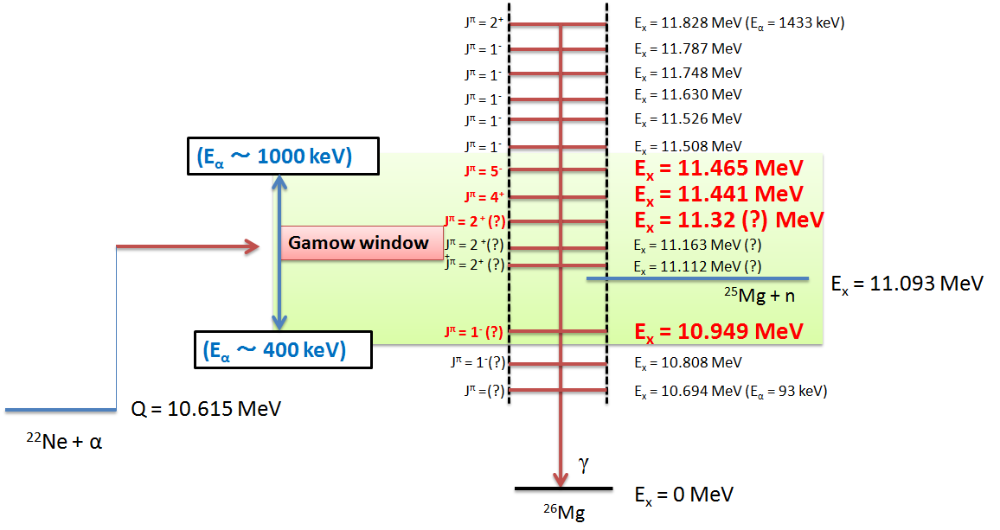 Jπ = 2+ Ex = 11.828 MeV (Eα = 1433 keV)
Jπ = 1- Ex = 11.787 MeV
Jπ = 1- Ex = 11.748 MeV
Jπ = 1- Ex = 11.630 MeV
Jπ = 1- Ex = 11.526 MeV
Jπ = 1- Ex = 11.508 MeV
(Eα ~ 1000 keV)
Jπ = 5- Ex = 11.465 MeV
Jπ = 4+ Ex = 11.441 MeV
Jπ = 2+ (?) Ex = 11.32 (?) MeV
Gamow window
Jπ = 2+ (?) Ex = 11.163 MeV (?)
+
Jπ = 2+ (?) Ex = 11.112 MeV (?)
Ex = 11.093 MeV
25Mg + n
Jπ = 1- (?) Ex = 10.949 MeV
(Eα ~ 400 keV)
Jπ = 1-(?) Ex = 10.808 MeV
Jπ = (?) Ex = 10.694 MeV (Eα = 93 keV)
Q = 10.615 MeV
22Ne + α
γ
Ex = 0 MeV
26Mg